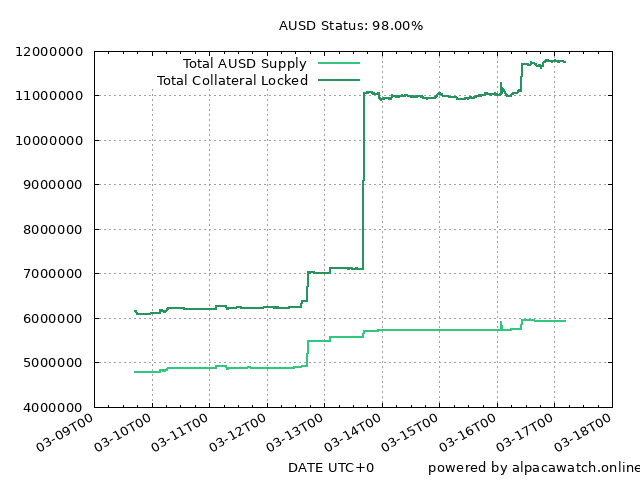 AUSD Status: 98.00%
12000000
11000000
10000000
9000000
8000000
7000000
6000000
5000000
4000000
Total AUSD Supply
Total Collateral Locked
03-09T00
03-10T00
03-11T00
03-12T00
03-13T00
03-14T00
03-15T00
03-16T00
03-17T00
03-18T00
DATE UTC+0
powered by alpacawatch.online